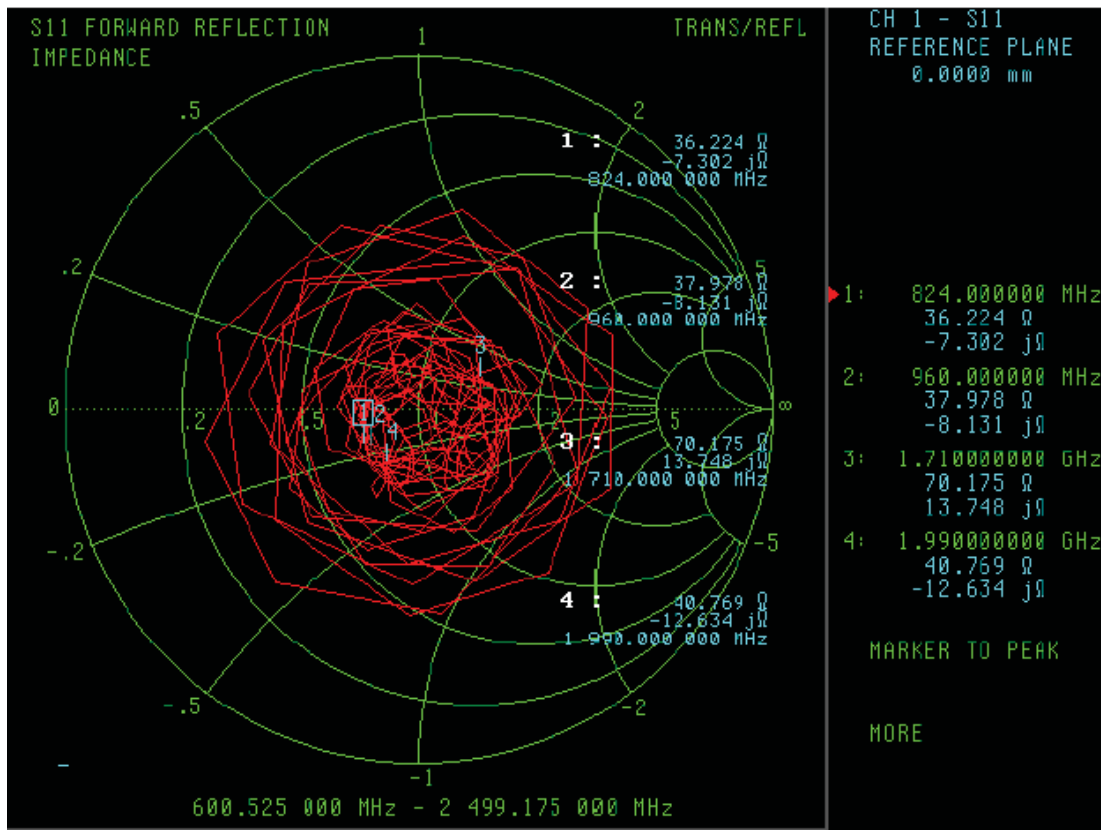 S11 FORWARD REFLECTION
IMPEDANCE
TRANS/REFL
CH 1 - S11
REFERENCE PLANE
0.0000 mm
1
.5
2
.2
5
0
.2
.5
2
5
∞
-.2
-5
-.5
-2
-1
1 :
36.224 Ω
-7.302 jΩ
824.000 000 MHz
2 :
37.978 Ω
-8.131 jΩ
960.000 000 MHz
3 :
70.175 Ω
13.748 jΩ
1 710.000 000 MHz
4 :
40.769 Ω
-12.634 jΩ
1 990.000 000 MHz
1
2
3
4
600.525 000 MHz - 2 499.175 000 MHz
1: 824.000000 MHz
36.224 Ω
-7.302 jΩ
2: 960.000000 MHz
37.978 Ω
-8.131 jΩ
3: 1.710000000 GHz
70.175 Ω
13.748 jΩ
4: 1.990000000 GHz
40.769 Ω
-12.634 jΩ
MARKER TO PEAK
MORE